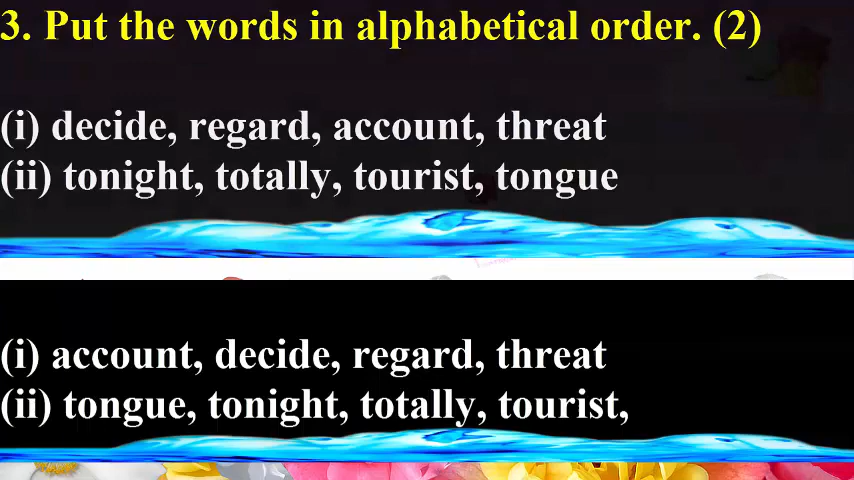 3. Put the words in alphabetical order. (2)
(i) decide, regard, account, threat
(ii) tonight, totally, tourist, tongue
(i) account, decide, regard, threat
(ii) tongue, tonight, totally, tourist,